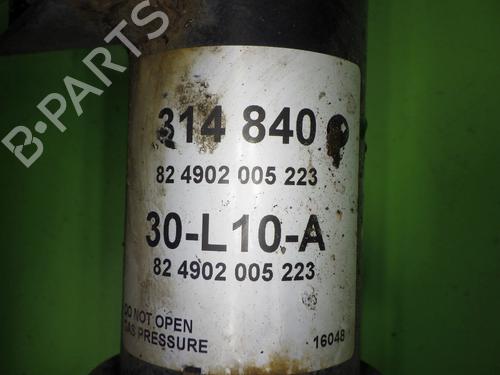 B-PARTS
314 840
82 4902 005 223
30-L10-A
82 4902 005 223
DO NOT OPEN
GAS PRESSURE
16048